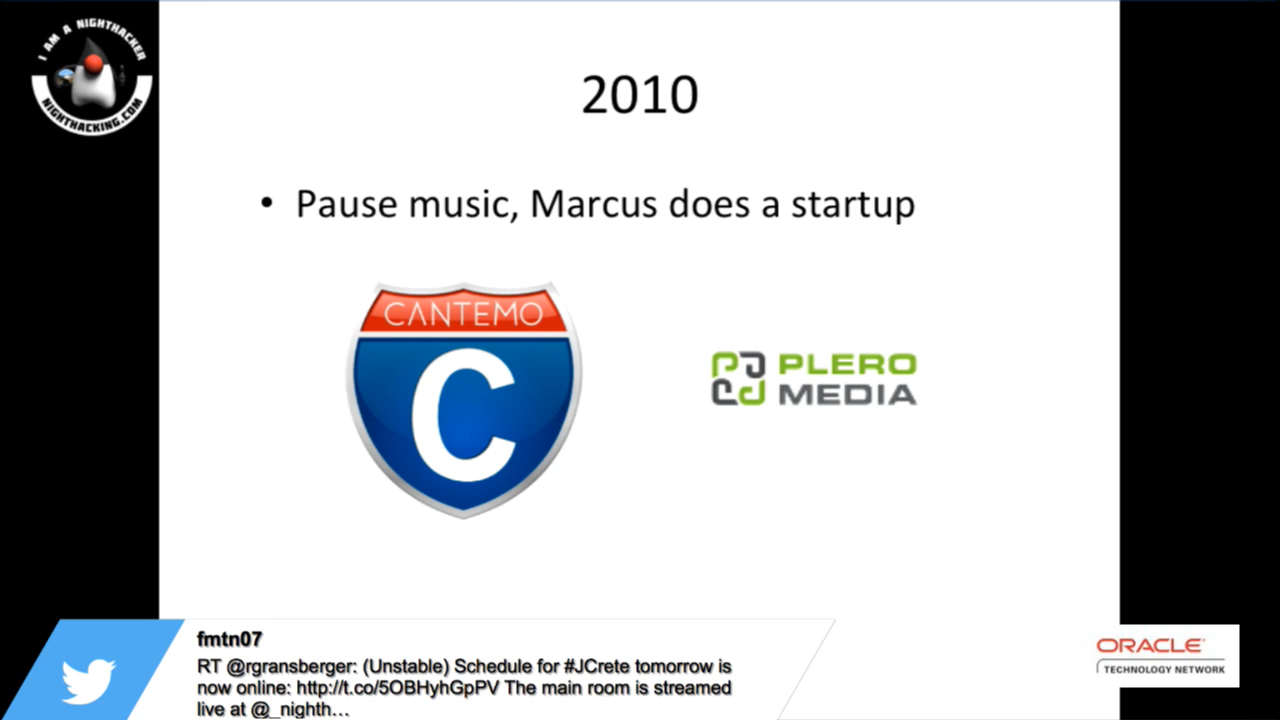 I AM A NIGHTHACKER
NIGHTHACKING.COM
2010
• Pause music, Marcus does a startup
CANTEMO
C
PLERO
MEDIA
fmtn07
RT @rgransberger: (Unstable) Schedule for #JCrete tomorrow is
now online: http://t.co/5OBHyhGpPV The main room is streamed
live at @_nighth…
ORACLE
TECHNOLOGY NETWORK